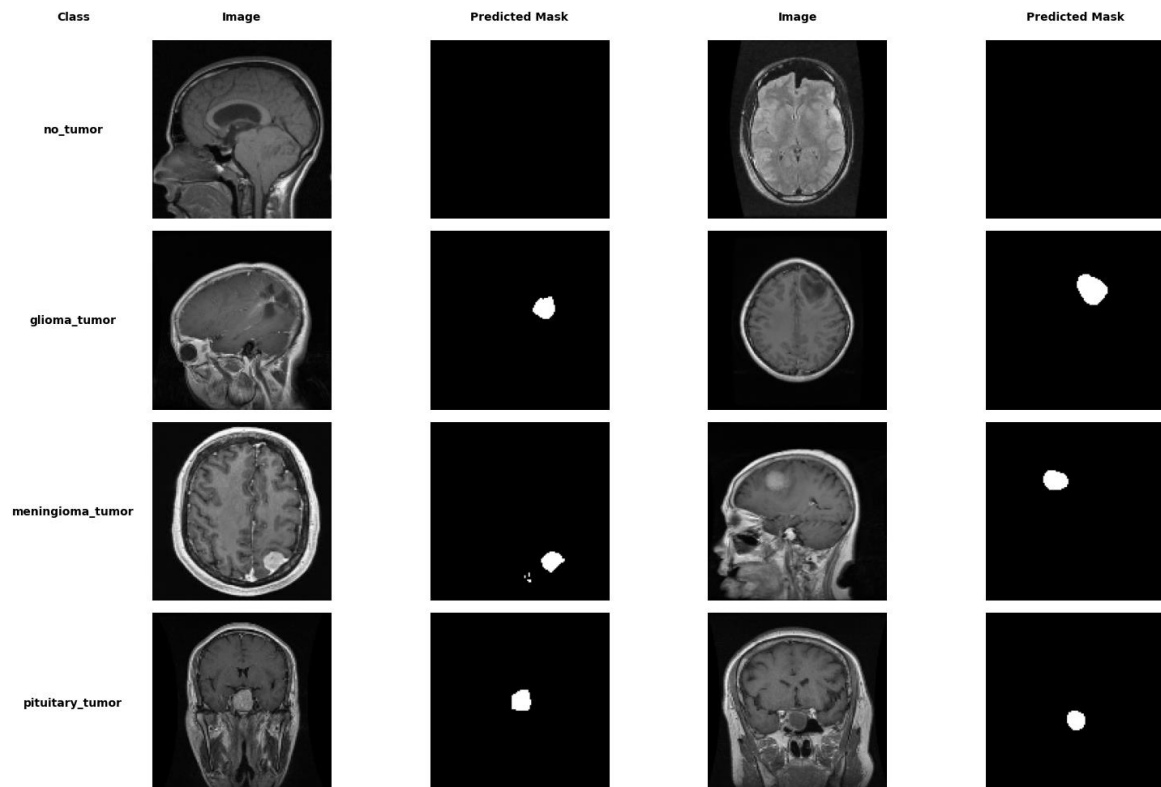 Class Image Predicted Mask Image Predicted Mask
no_tumor
glioma_tumor
meningioma_tumor
pituitary_tumor